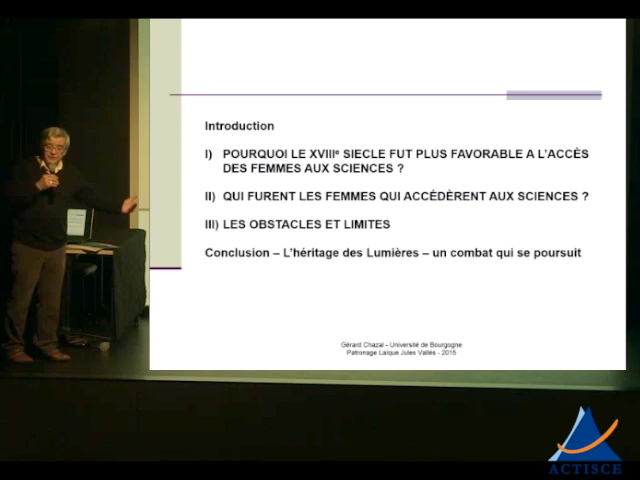 Introduction
I) POURQUOI LE XVIIIe SIECLE FUT PLUS FAVORABLE A L'ACCÈS
DES FEMMES AUX SCIENCES ?
II) QUI FURENT LES FEMMES QUI ACCÉDÈRENT AUX SCIENCES ?
III) LES OBSTACLES ET LIMITES
Conclusion – L'héritage des Lumières – un combat qui se poursuit
Gérard Chazal - Université de Bourgogne
Patronage Laïque Jules Vallès - 2015
ACTISCE